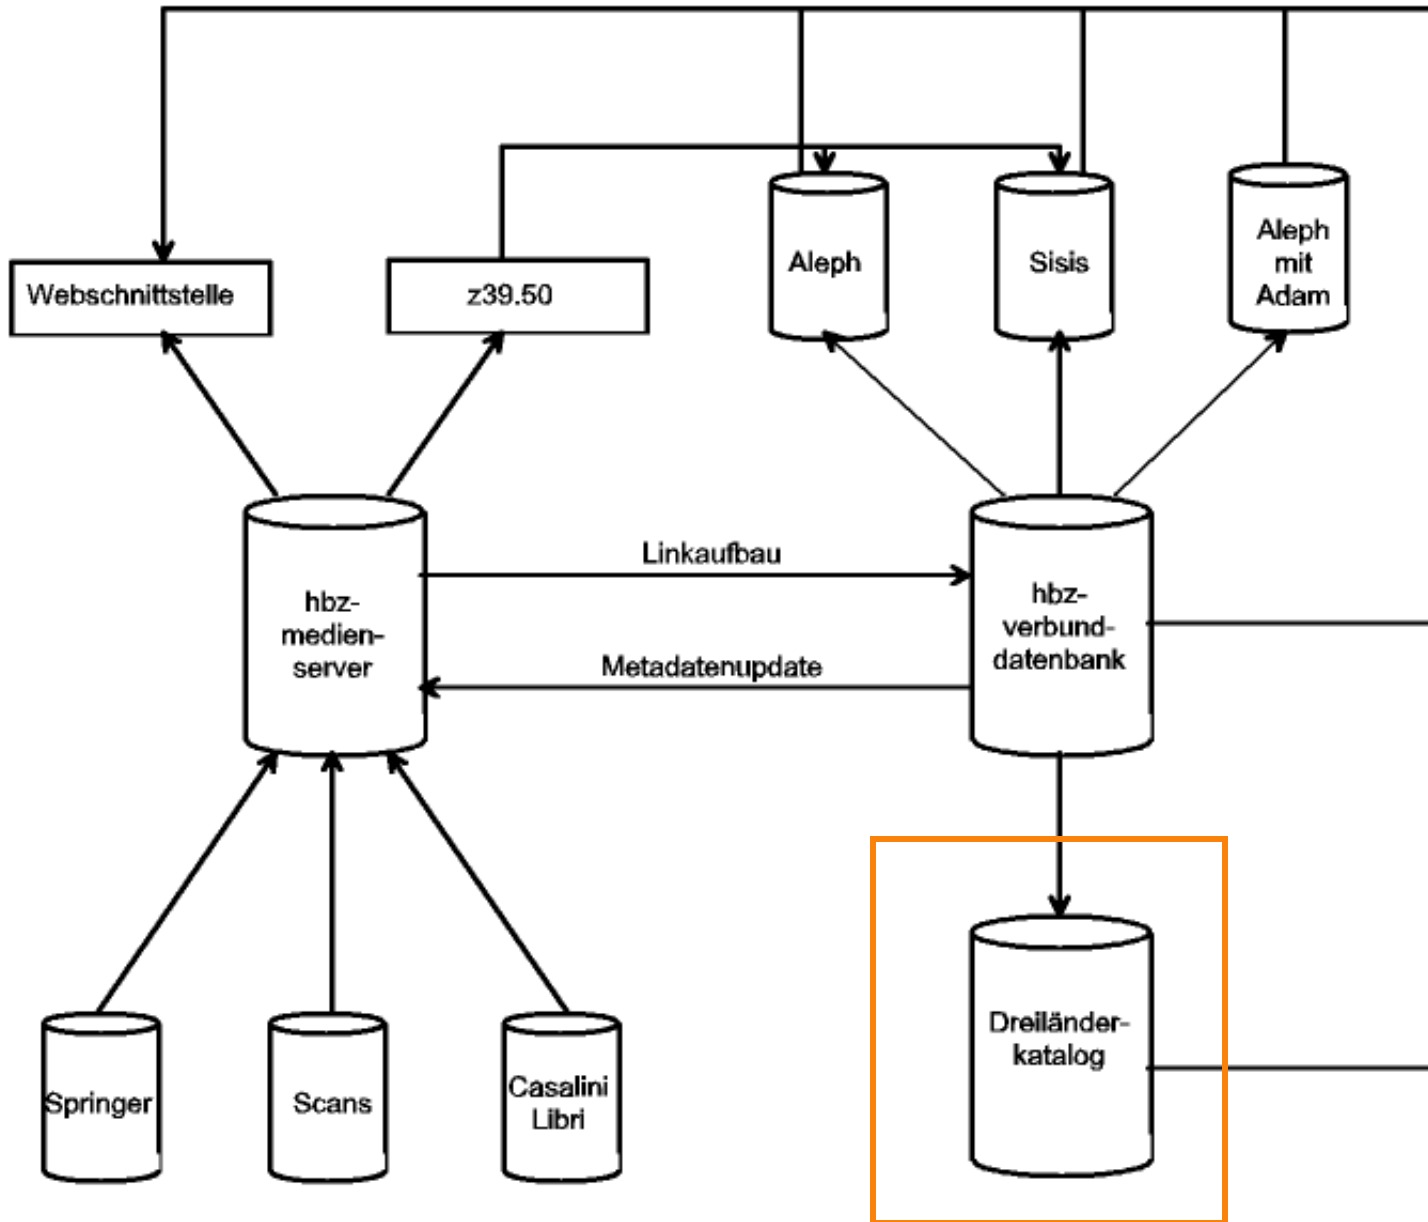 Aleph
mit
Adam
Aleph
Sisis
Webschnittstelle
z39.50
Linkaufbau
hbz-
medien-
server
hbz-
verbund-
datenbank
Metadatenupdate
Dreiländer-
katalog
Springer
Scans
Casalini
Libri